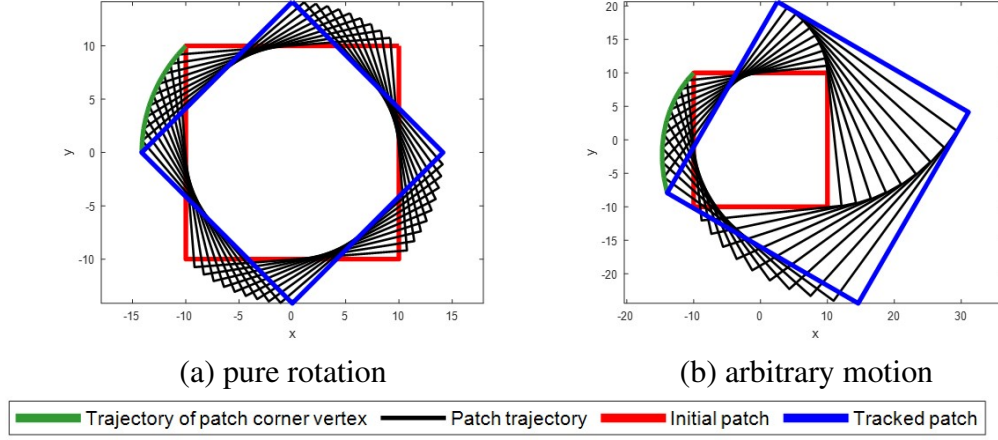 10
5
0
-5
-10
y
-15
-10
-5
0
5
10
15
x
(a) pure rotation
20
15
10
5
0
-5
-10
-15
-20
y
-20
-10
0
10
20
30
x
(b) arbitrary motion
Trajectory of patch corner vertex
Patch trajectory
Initial patch
Tracked patch